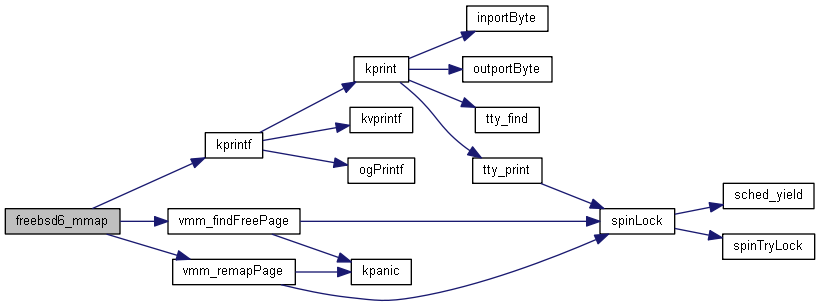 inportByte
kprint
outportByte
kvprintf
tty_find
kprintf
ogPrintf
tty_print
sched_yield
freebsd6_mmap
vmm_findFreePage
spinLock
spinTryLock
vmm_remapPage
kpanic